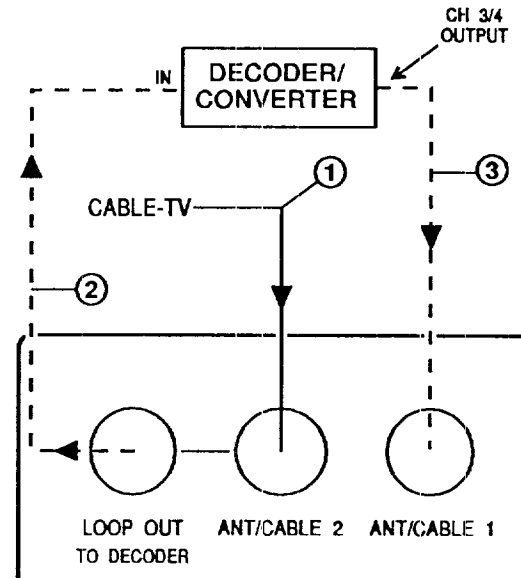 CH 3/4
OUTPUT
IN
DECODER/
CONVERTER
1
3
CABLE-TV
2
LOOP OUT
TO DECODER
ANT/CABLE 2
ANT/CABLE 1